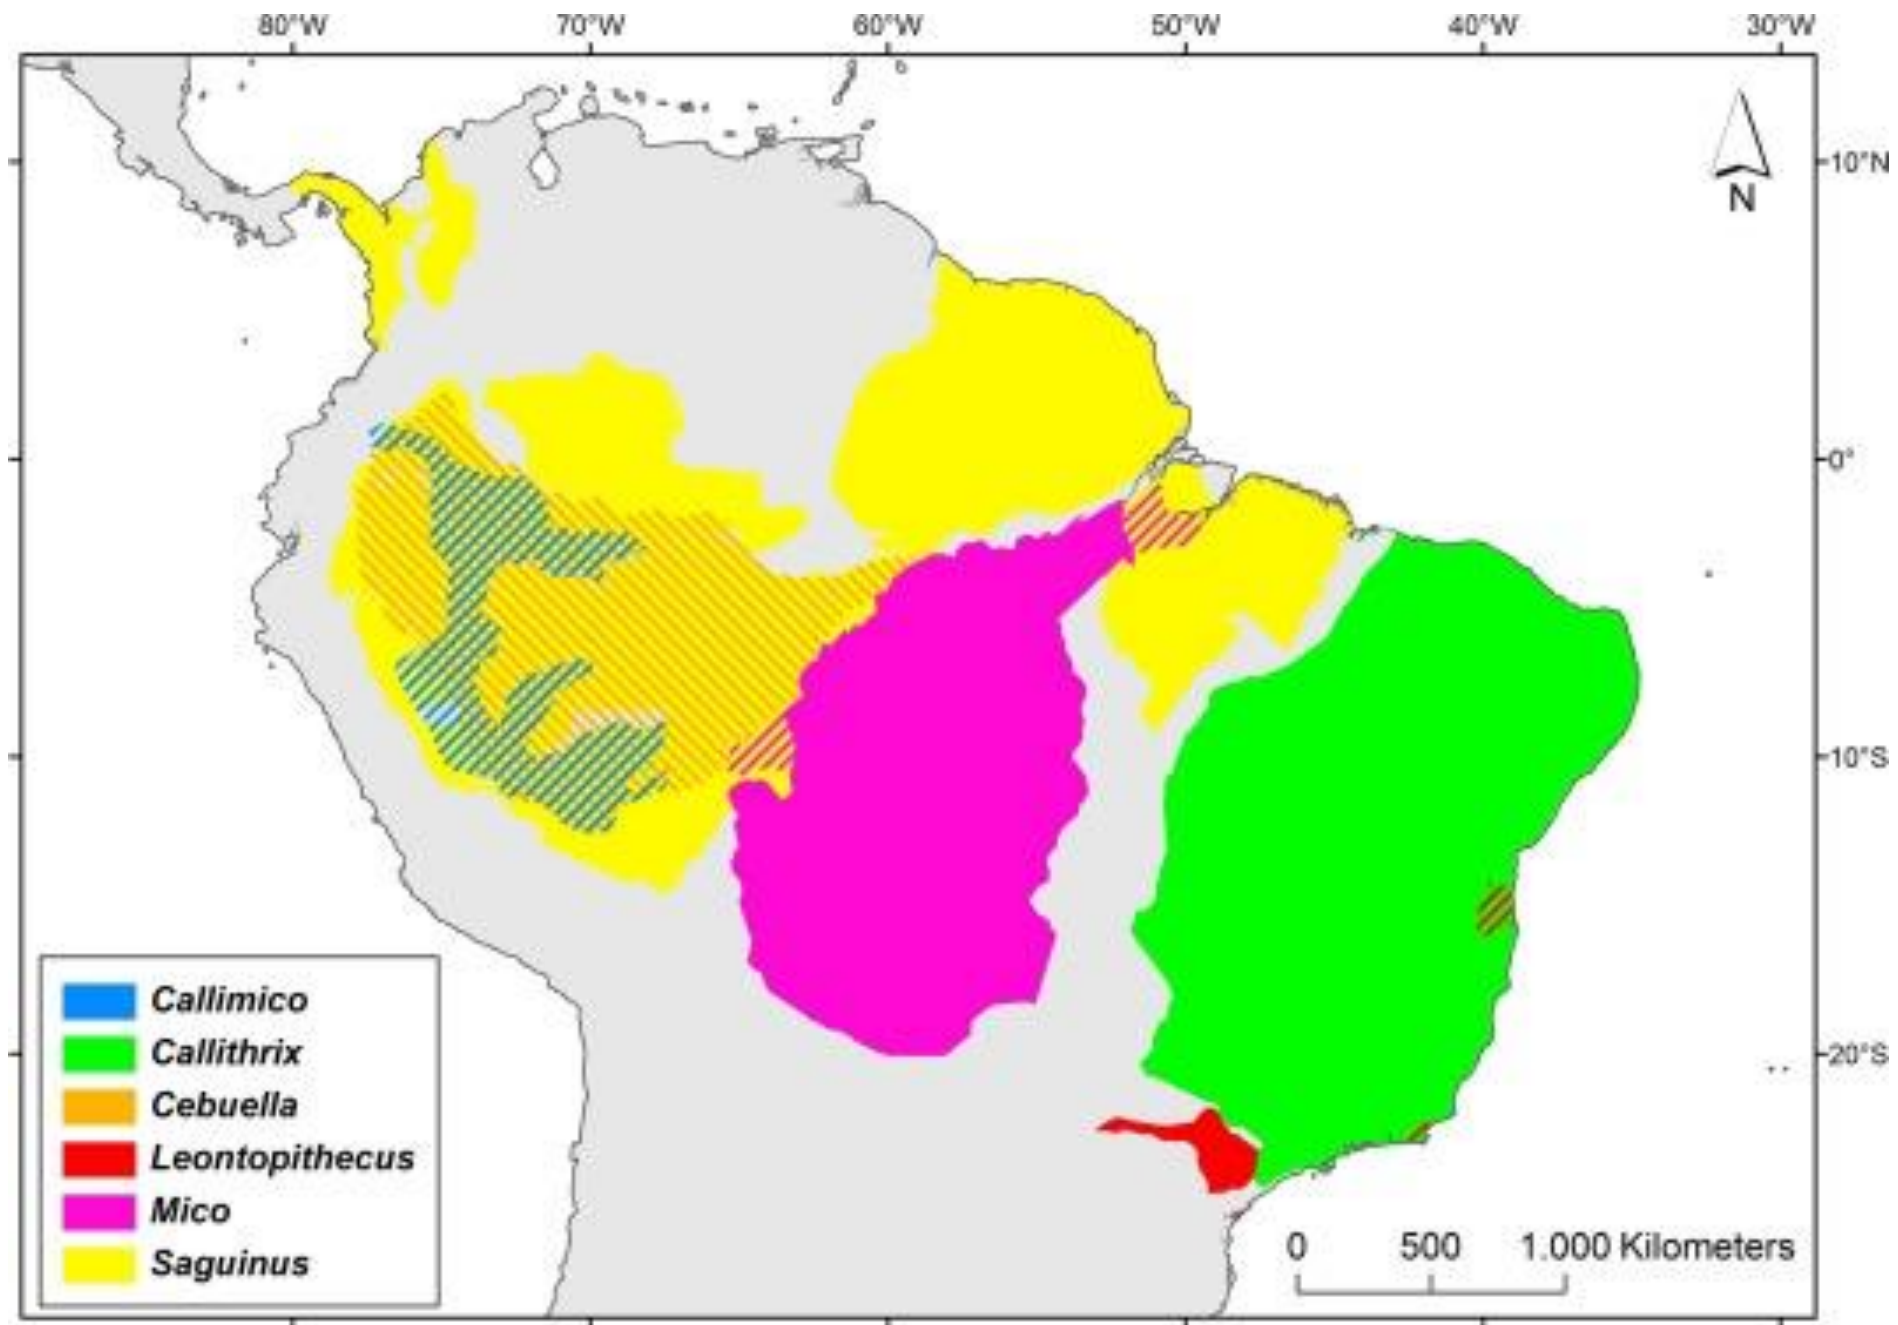 80°W 70°W 60°W 50°W 40°W 30°W
10°N
N
0°
10°S
Callimico
Callithrix
20°S
Cebuella
Leontopithecus
Mico
Saguinus
0 500 1.000 Kilometers